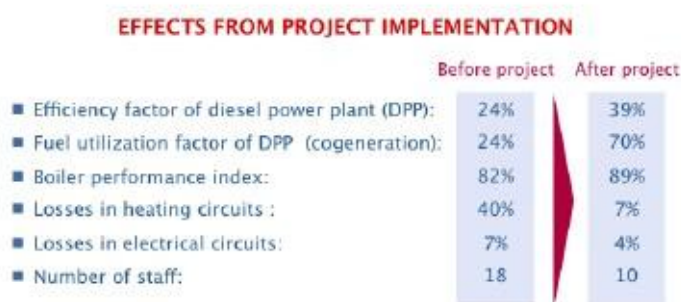 EFFECTS FROM PROJECT IMPLEMENTATION
Before project After project
Efficiency factor of diesel power plant (DPP): 24% 39%
Fuel utilization factor of DPP (cogeneration): 24% 70%
Boiler performance index: 82% 89%
Losses in heating circuits : 40% 7%
Losses in electrical circuits: 7% 4%
Number of staff: 18 10